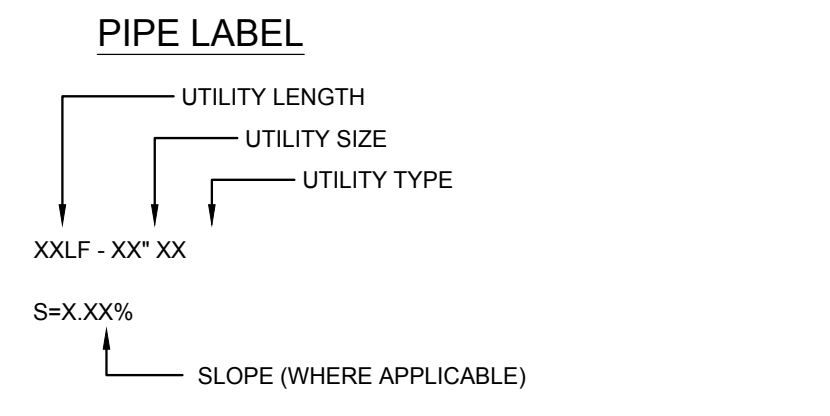 PIPE LABEL
UTILITY LENGTH
UTILITY SIZE
UTILITY TYPE
XXLF - XX" XX
S=X.XX%
SLOPE (WHERE APPLICABLE)